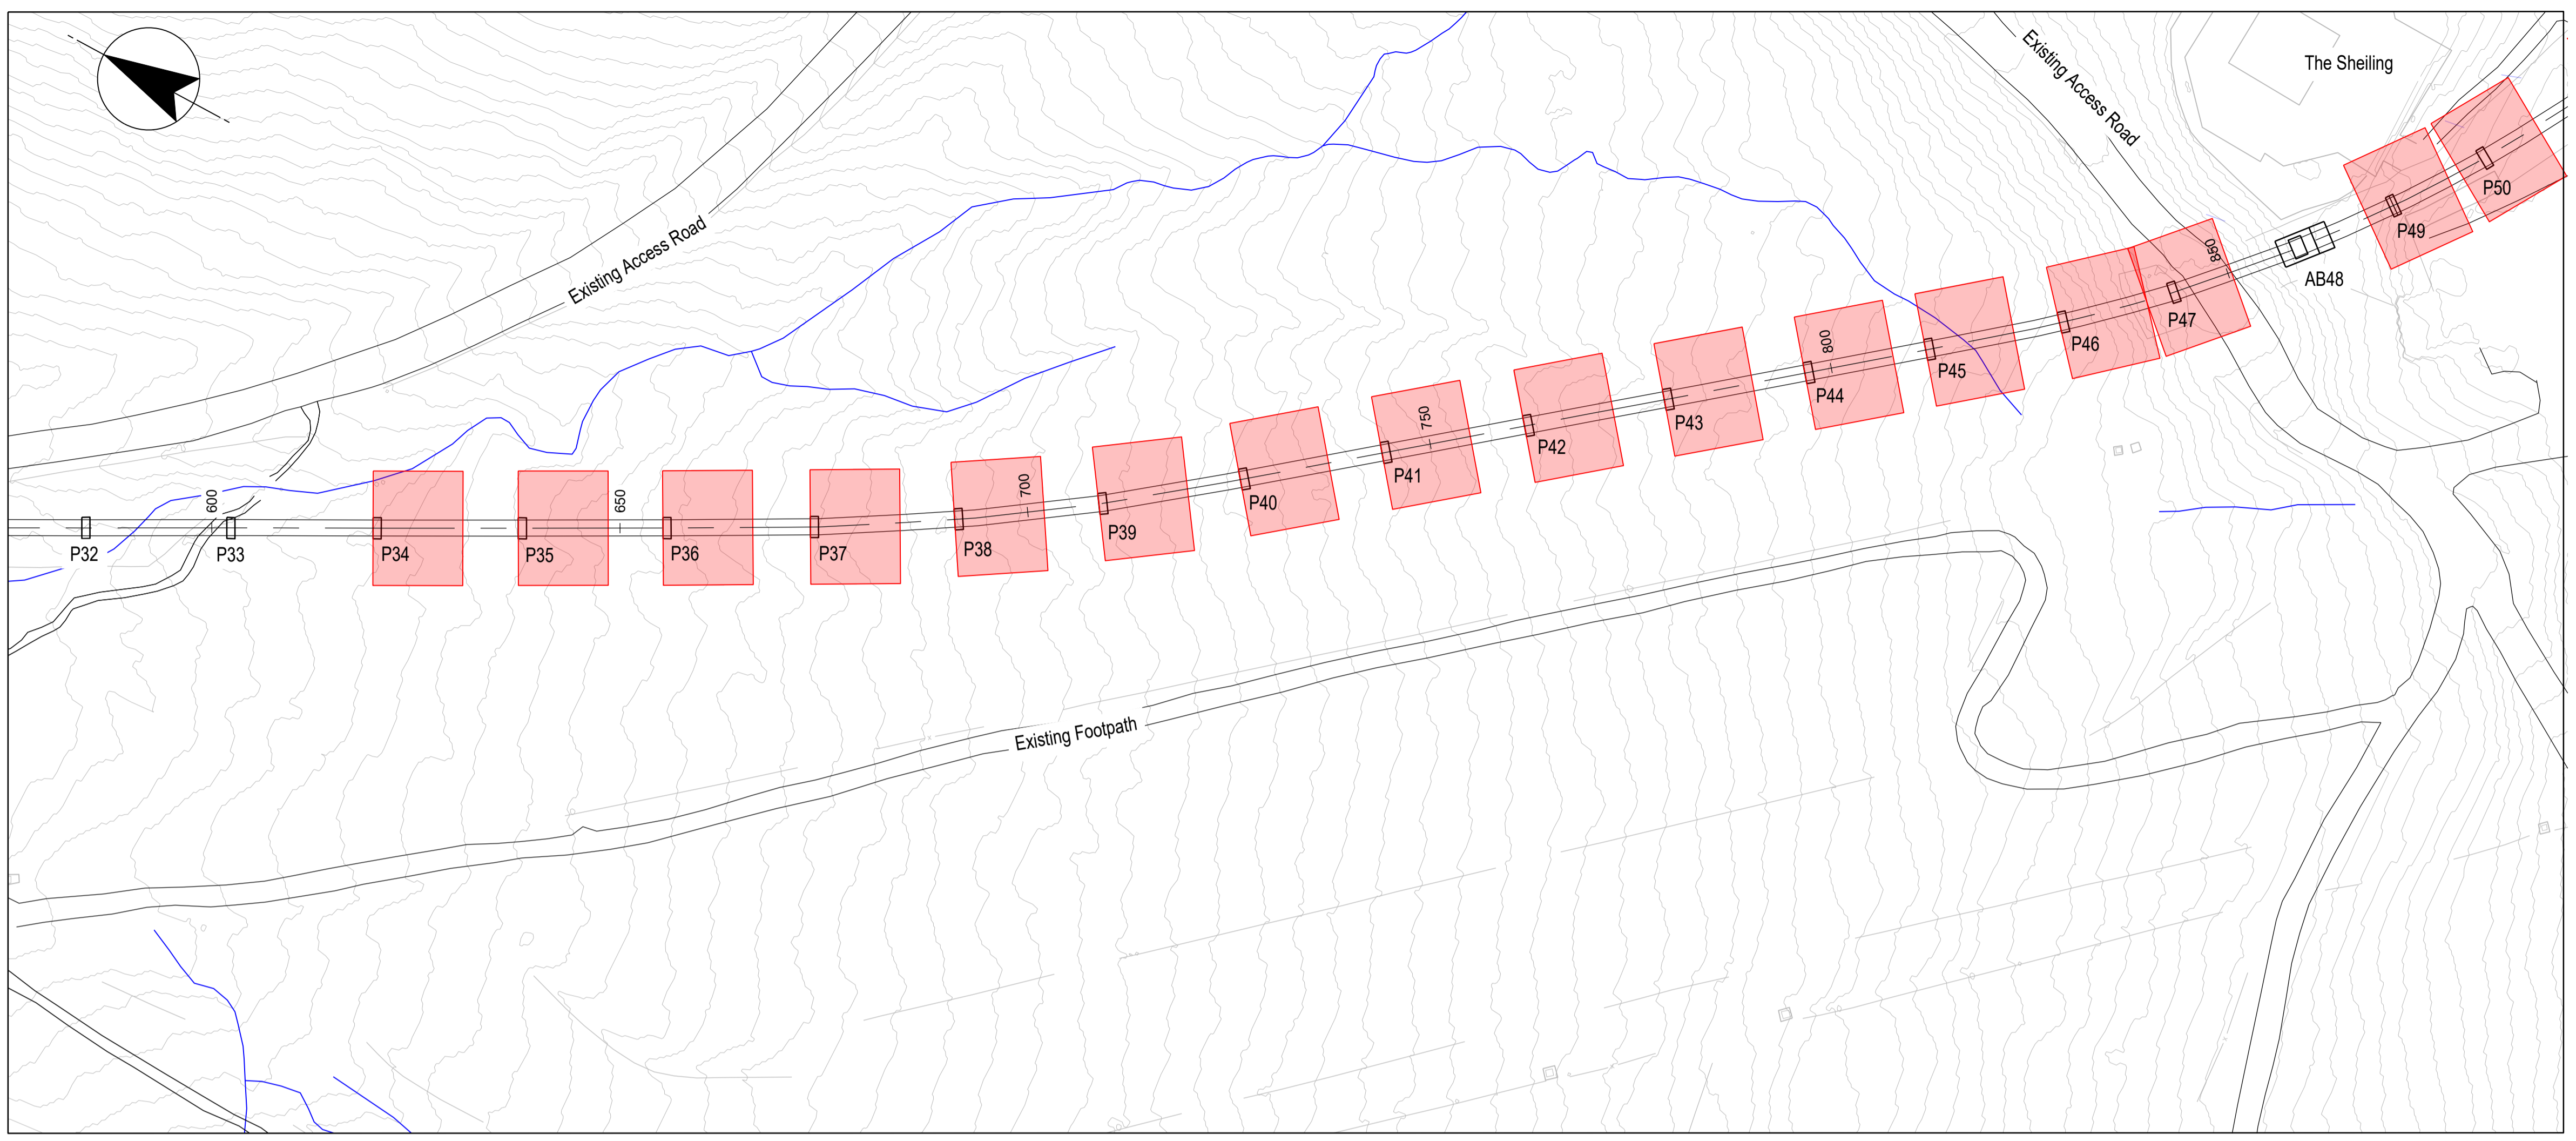 Existing Access Road
The Sheiling
P50
Existing Access Road
P49
850
AB48
P47
P46
800
P45
P44
P43
750
P42
P41
P40
700
P39
P38
P37
P36
650
P35
P34
600
P33
P32
Existing Footpath